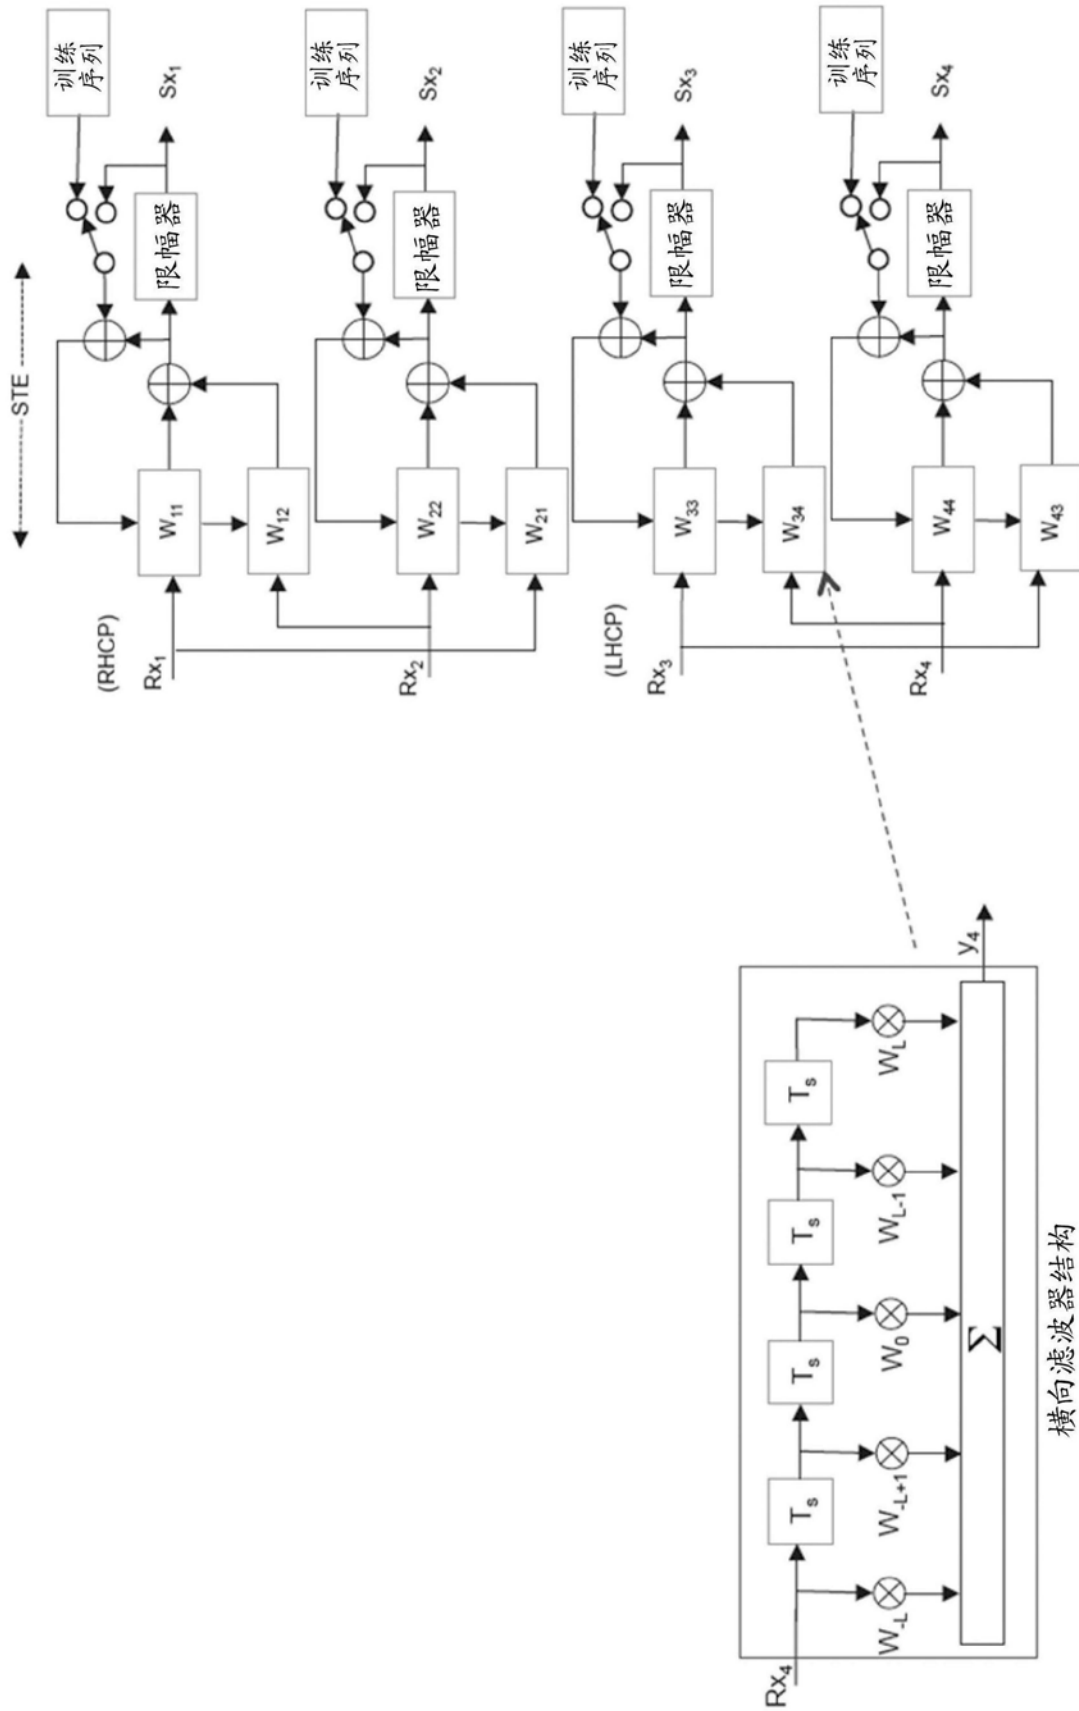 STE
(RHCP)
Rx1
W11
W12
限幅器
训练
序列
Sx1
Rx2
W22
W21
限幅器
训练
序列
Sx2
(LHCP)
Rx3
W33
W34
限幅器
训练
序列
Sx3
Rx4
W44
W43
限幅器
训练
序列
Sx4
Rx4
Ts
Ts
Ts
Ts
W-L
W-L+1
W0
WL-1
WL
Σ
y4
横向滤波器结构